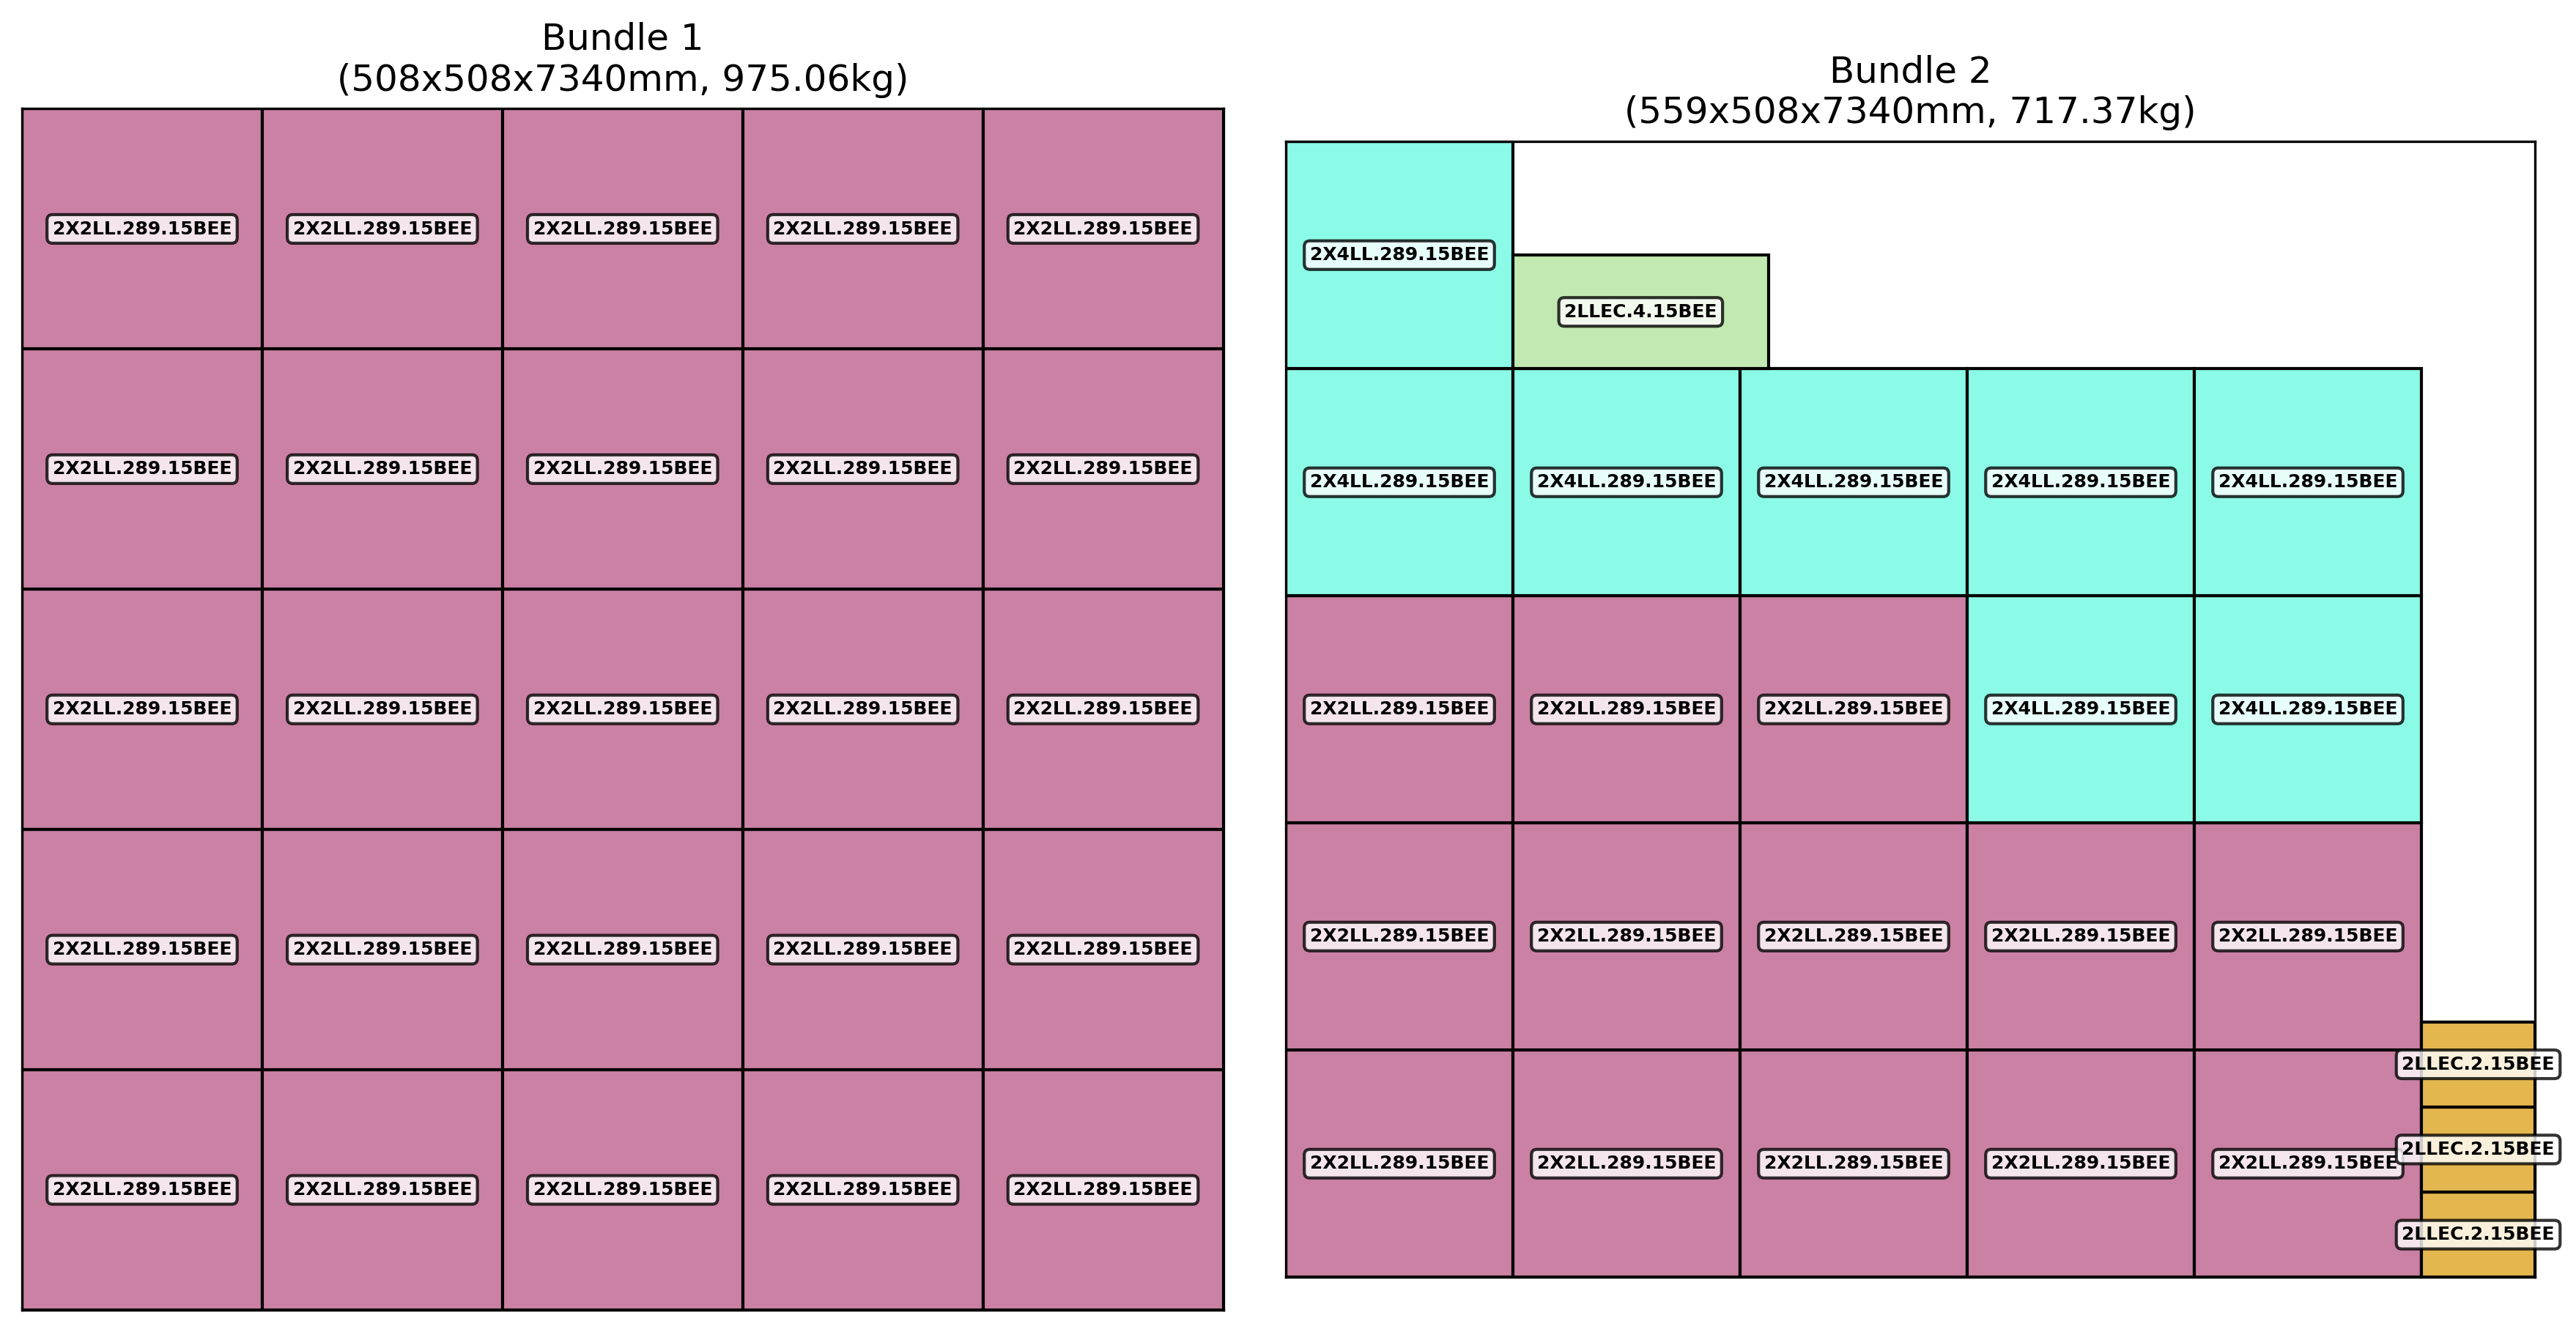 Bundle 1
(508x508x7340mm, 975.06kg)
2X2LL.289.15BEE 2X2LL.289.15BEE 2X2LL.289.15BEE 2X2LL.289.15BEE 2X2LL.289.15BEE
2X2LL.289.15BEE 2X2LL.289.15BEE 2X2LL.289.15BEE 2X2LL.289.15BEE 2X2LL.289.15BEE
2X2LL.289.15BEE 2X2LL.289.15BEE 2X2LL.289.15BEE 2X2LL.289.15BEE 2X2LL.289.15BEE
2X2LL.289.15BEE 2X2LL.289.15BEE 2X2LL.289.15BEE 2X2LL.289.15BEE 2X2LL.289.15BEE
2X2LL.289.15BEE 2X2LL.289.15BEE 2X2LL.289.15BEE 2X2LL.289.15BEE 2X2LL.289.15BEE
Bundle 2
(559x508x7340mm, 717.37kg)
2X4LL.289.15BEE
2LLEC.4.15BEE
2X4LL.289.15BEE 2X4LL.289.15BEE 2X4LL.289.15BEE 2X4LL.289.15BEE 2X4LL.289.15BEE
2X2LL.289.15BEE 2X2LL.289.15BEE 2X2LL.289.15BEE 2X4LL.289.15BEE 2X4LL.289.15BEE
2X2LL.289.15BEE 2X2LL.289.15BEE 2X2LL.289.15BEE 2X2LL.289.15BEE 2X2LL.289.15BEE
2LLEC.2.15BEE
2LLEC.2.15BEE
2X2LL.289.15BEE 2X2LL.289.15BEE 2X2LL.289.15BEE 2X2LL.289.15BEE 2X2LL.289.15BEE
2LLEC.2.15BEE